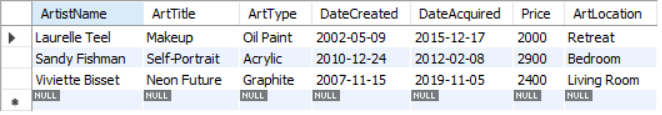 ArtistName ArtTitle ArtType DateCreated DateAcquired Price ArtLocation
Laurelle Teel Makeup Oil Paint 2002-05-09 2015-12-17 2000 Retreat
Sandy Fishman Self-Portrait Acrylic 2010-12-24 2012-02-08 2900 Bedroom
Viviette Bisset Neon Future Graphite 2007-11-15 2019-11-05 2400 Living Room
NULL NULL NULL NULL NULL NULL NULL